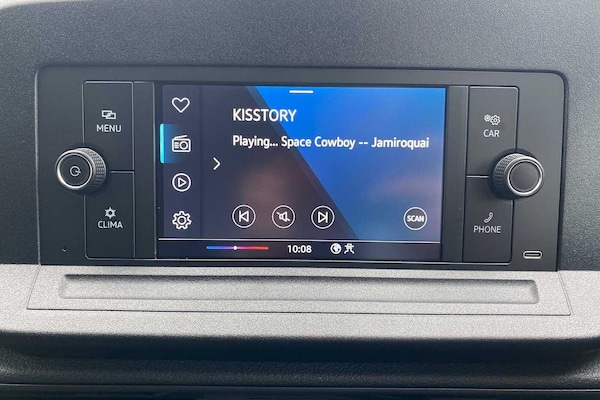 MENU
CLIMA
KISSTORY
Playing... Space Cowboy -- Jamiroquai
SCAN
10:08
CAR
PHONE